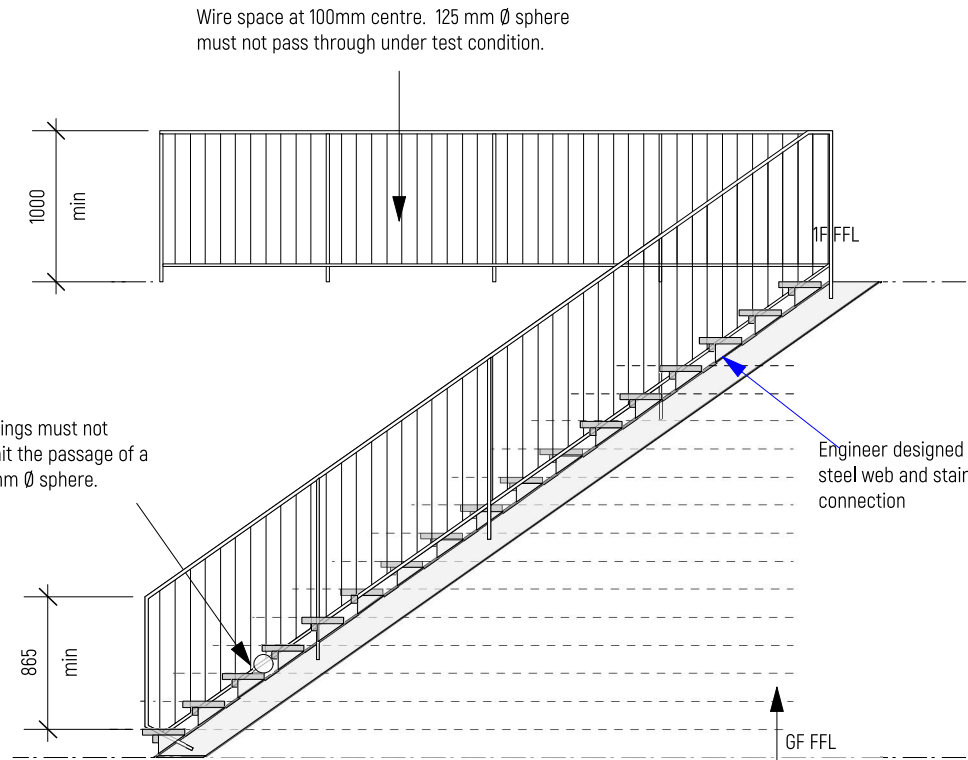 Wire space at 100mm centre. 125 mm Ø sphere
must not pass through under test condition.
1000
min
1F FFL
ings must not
it the passage of a
m Ø sphere.
Engineer designed
steel web and stair
connection
865
min
GF FFL